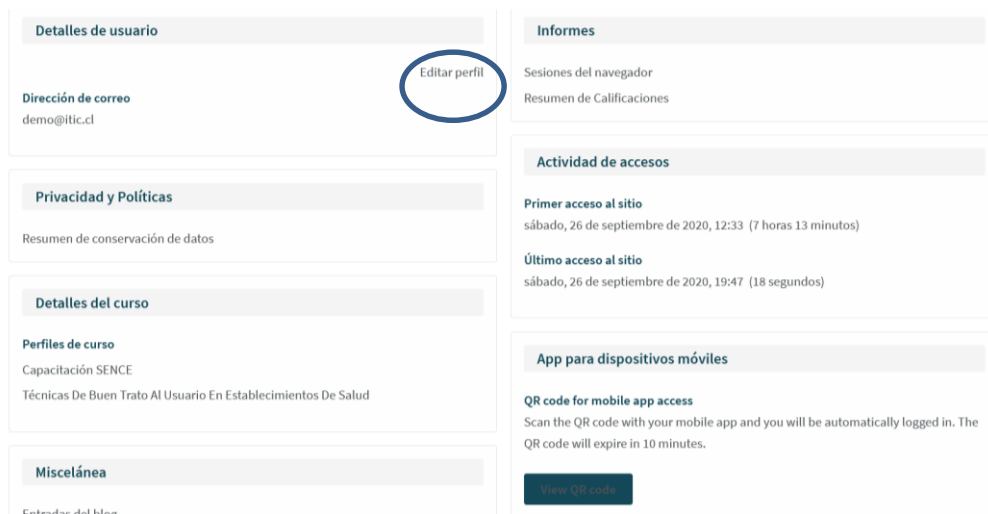 Detalles de usuario
Editar perfil
Dirección de correo
demo@itic.cl
Privacidad y Políticas
Resumen de conservación de datos
Detalles del curso
Perfiles de curso
Capacitación SENCE
Técnicas De Buen Trato Al Usuario En Establecimientos De Salud
Miscelánea
Entradas del blog
Informes
Sesiones del navegador
Resumen de Calificaciones
Actividad de accesos
Primer acceso al sitio
sábado, 26 de septiembre de 2020, 12:33 (7 horas 13 minutos)
Último acceso al sitio
sábado, 26 de septiembre de 2020, 19:47 (18 segundos)
App para dispositivos móviles
QR code for mobile app access
Scan the QR code with your mobile app and you will be automatically logged in. The
QR code will expire in 10 minutes.
View QR code